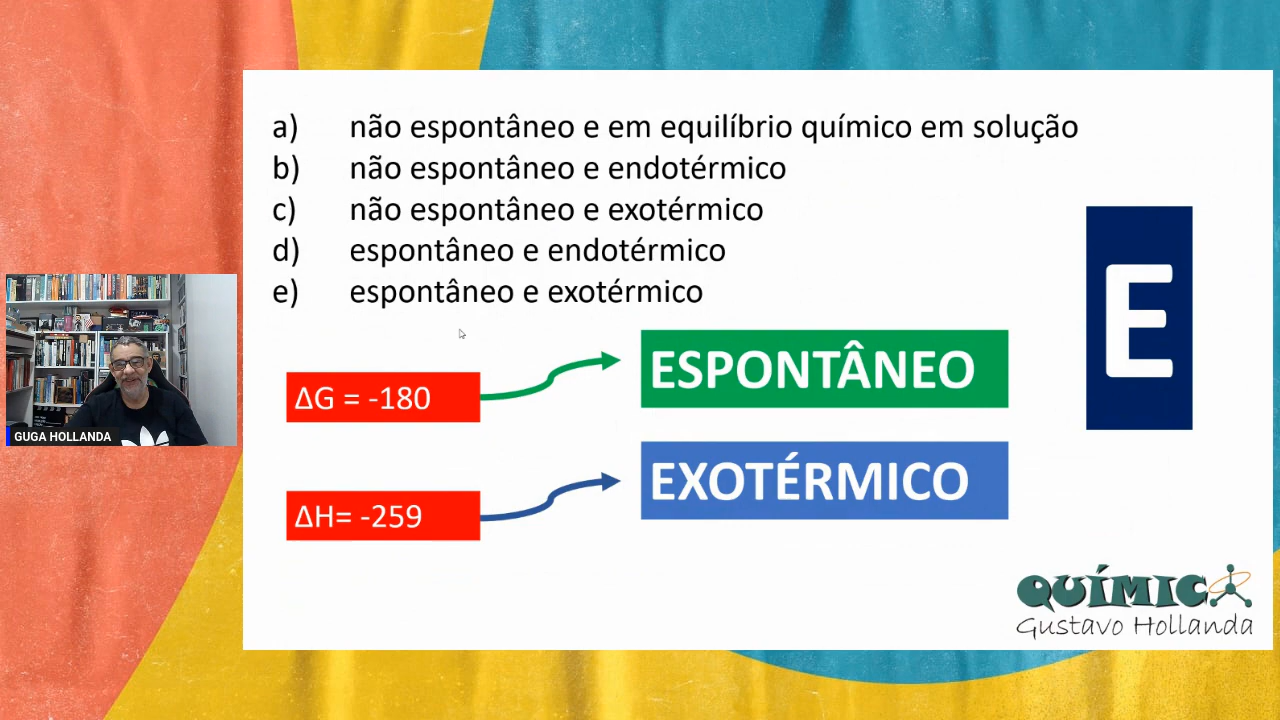 a) não espontâneo e em equilíbrio químico em solução
b) não espontâneo e endotérmico
c) não espontâneo e exotérmico
d) espontâneo e endotérmico
e) espontâneo e exotérmico
E
ΔG = -180
ESPONTÂNEO
ΔH= -259
EXOTÉRMICO
GUGA HOLLANDA
QUÍMICA
Gustavo Hollanda